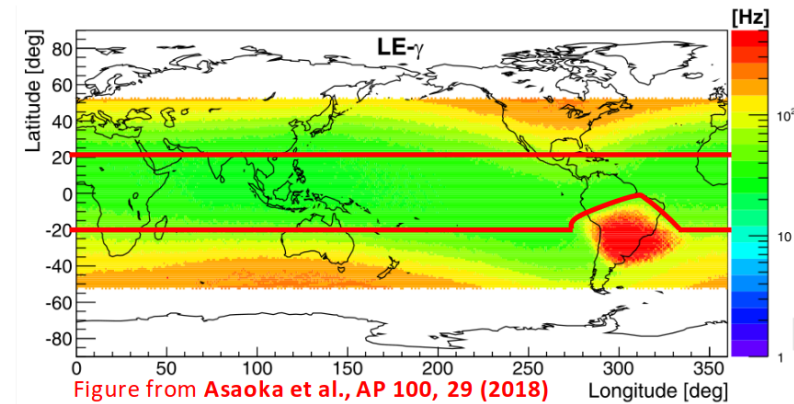 [Hz]
LE-γ
Latitude [deg]
80
60
40
20
0
-20
-40
-60
-80
10²
10
1
0 50 100 150 200 250 300 350
Figure from Asaoka et al., AP 100, 29 (2018)
Longitude [deg]